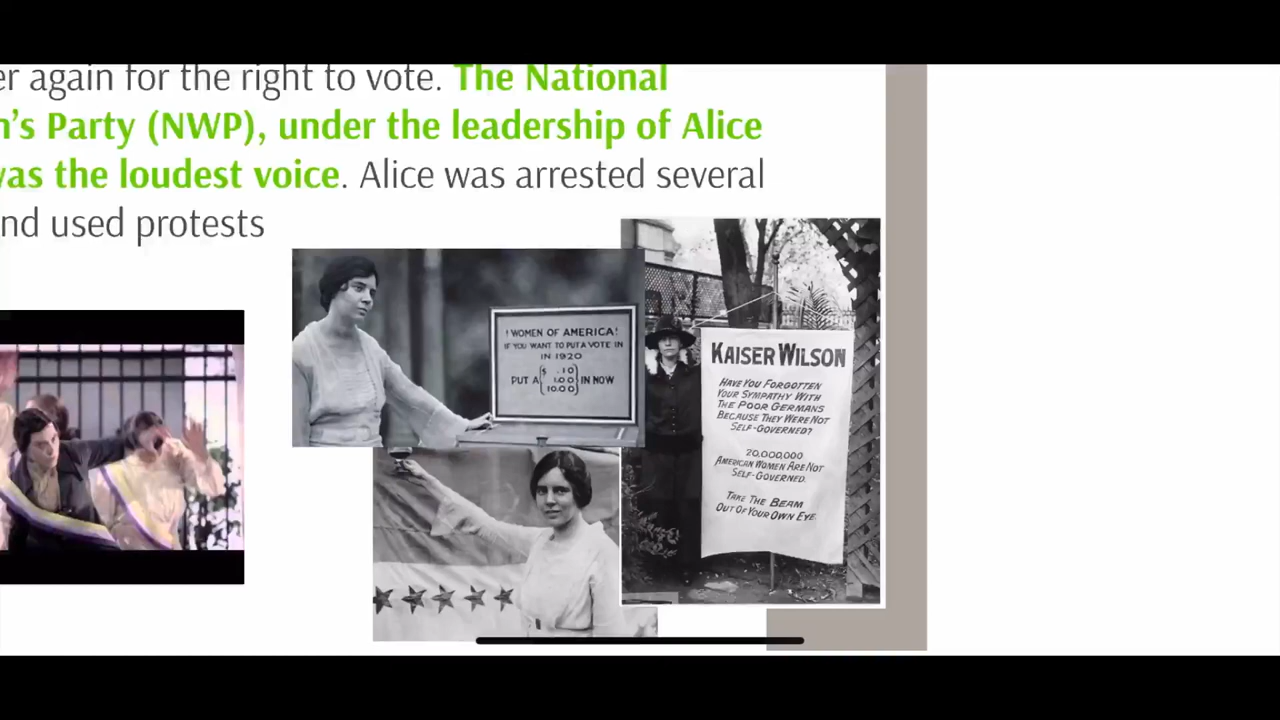 er again for the right to vote. The National
n's Party (NWP), under the leadership of Alice
was the loudest voice. Alice was arrested several
nd used protests
! WOMEN OF AMERICA!
IF YOU WANT TO PUT A VOTE IN
IN 1920
PUT A { $ .10 1.00 10.00 } IN NOW
KAISER WILSON
HAVE YOU FORGOTTEN
YOUR SYMPATHY WITH
THE POOR GERMANS
BECAUSE THEY WERE NOT
SELF-GOVERNED?
20,000,000
AMERICAN WOMEN ARE NOT
SELF-GOVERNED.
TAKE THE BEAM
OUT OF YOUR OWN EYE.